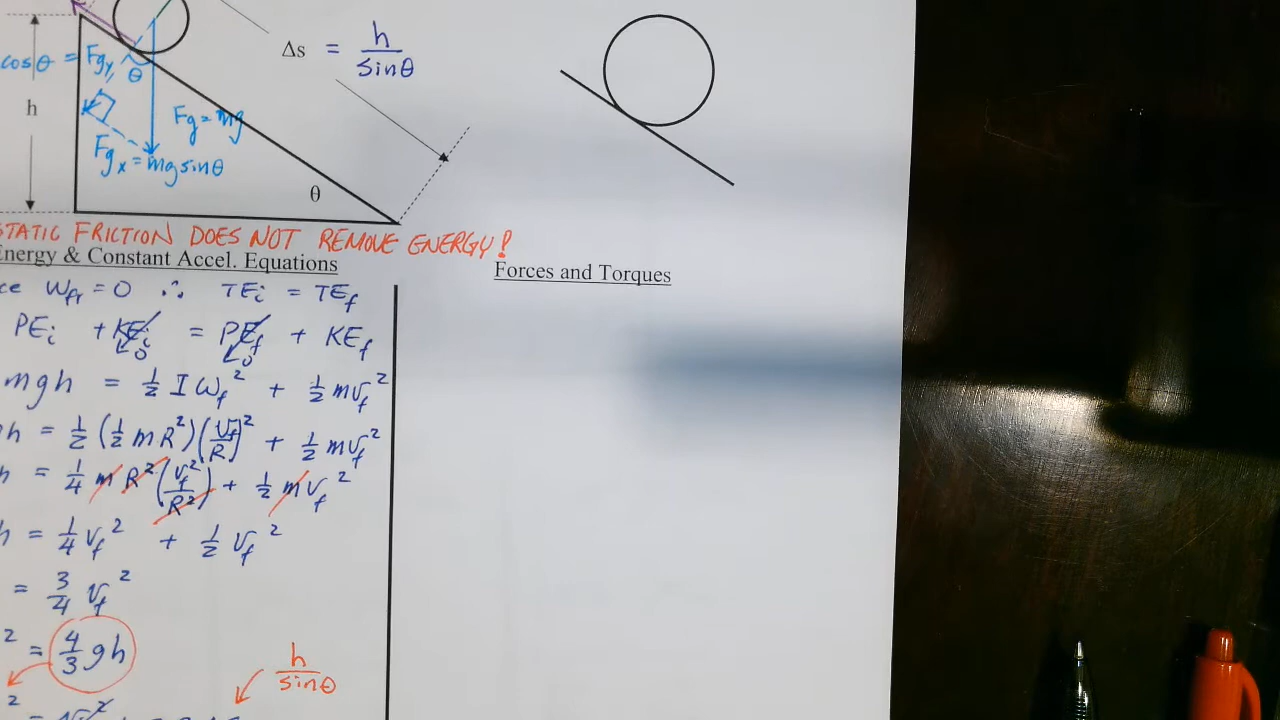 Δs = h/sinθ
cosθ = Fgy
θ
h
Fg = mg
Fgx = mg sinθ
θ
STATIC FRICTION DOES NOT REMOVE ENERGY!
Energy & Constant Accel. Equations
Forces and Torques
Wfr = 0 ∴ TEi = TEf
PEi + KEi→0 = PEf→0 + KEf
mgh = 1/2 I ωf² + 1/2 mvf²
h = 1/2 (1/2 mR²)(vf/R)² + 1/2 mvf²
h = 1/4 m R² (vf²/R²) + 1/2 mvf²
h = 1/4 vf² + 1/2 vf²
= 3/4 vf²
² = 4/3 gh
h/sinθ